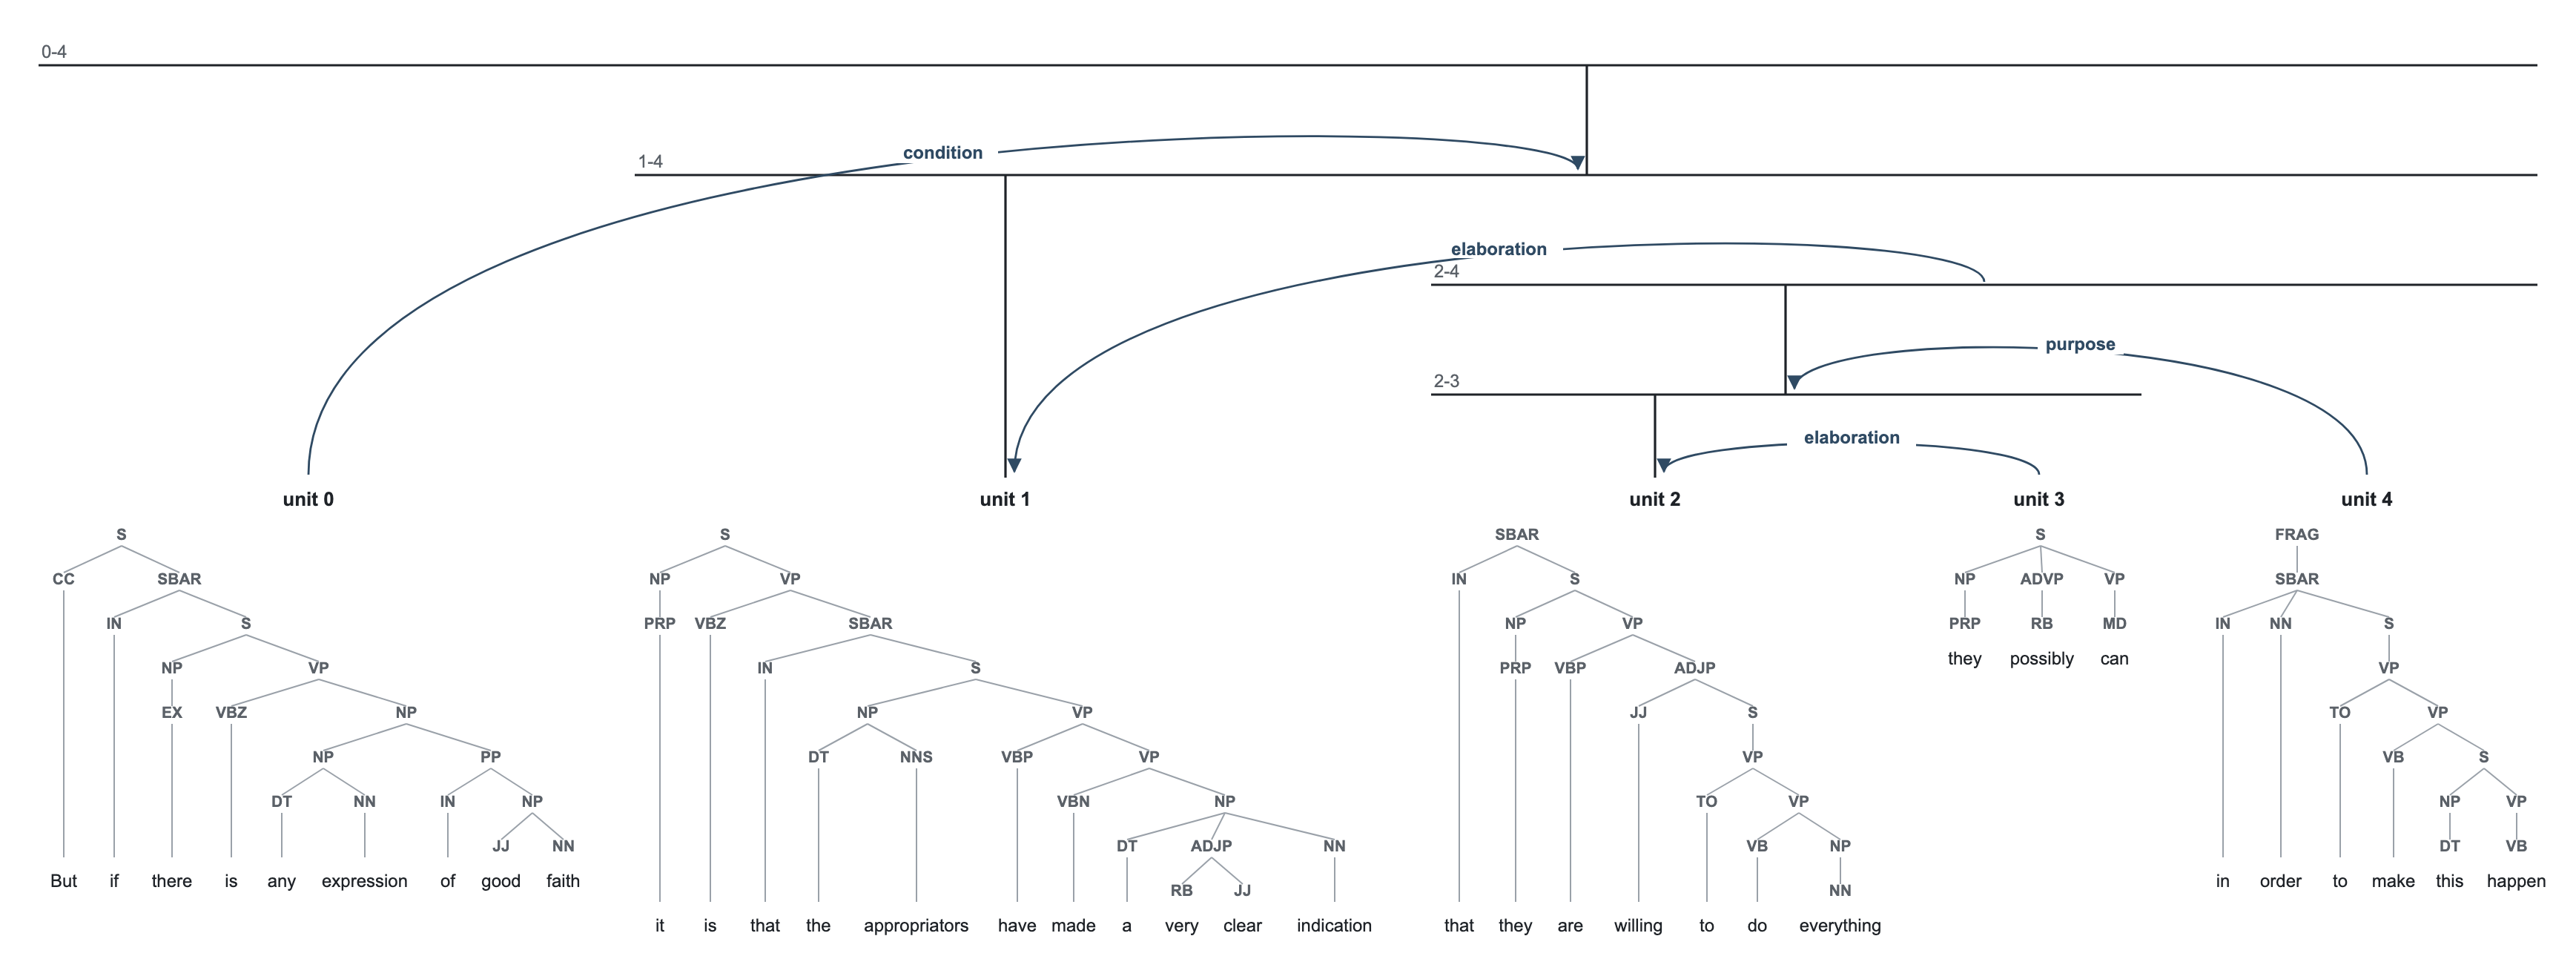 0-4
condition
1-4
elaboration
2-4
purpose
2-3
elaboration
unit 0 unit 1 unit 2 unit 3 unit 4
S S SBAR S FRAG
CC SBAR NP VP IN S NP ADVP VP SBAR
IN S PRP VBZ SBAR NP VP PRP RB MD IN NN S
they possibly can
NP VP IN S PRP VBP ADJP VP
EX VBZ NP NP VP JJ S TO VP
NP PP DT NNS VBP VP VP VB S
DT NN IN NP VBN NP TO VP NP VP
JJ NN DT ADJP NN VB NP DT VB
But if there is any expression of good faith in order to make this happen
RB JJ NN
it is that the appropriators have made a very clear indication that they are willing to do everything